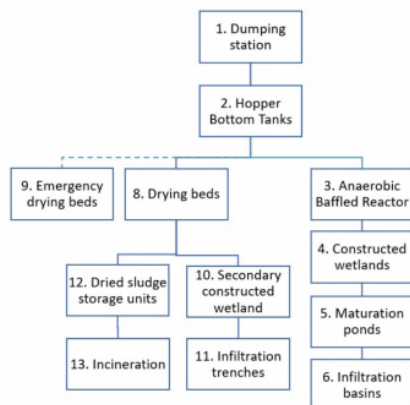 1. Dumping
station
2. Hopper
Bottom Tanks
9. Emergency
drying beds
8. Drying beds
3. Anaerobic
Baffled Reactor
4. Constructed
wetlands
12. Dried sludge
storage units
10. Secondary
constructed
wetland
5. Maturation
ponds
13. Incineration
11. Infiltration
trenches
6. Infiltration
basins